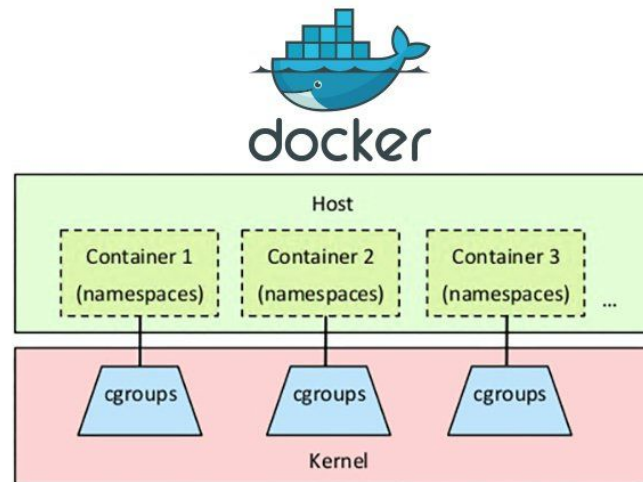 docker
Host
Container 1
(namespaces)
Container 2
(namespaces)
Container 3
(namespaces)
...
cgroups
cgroups
cgroups
Kernel